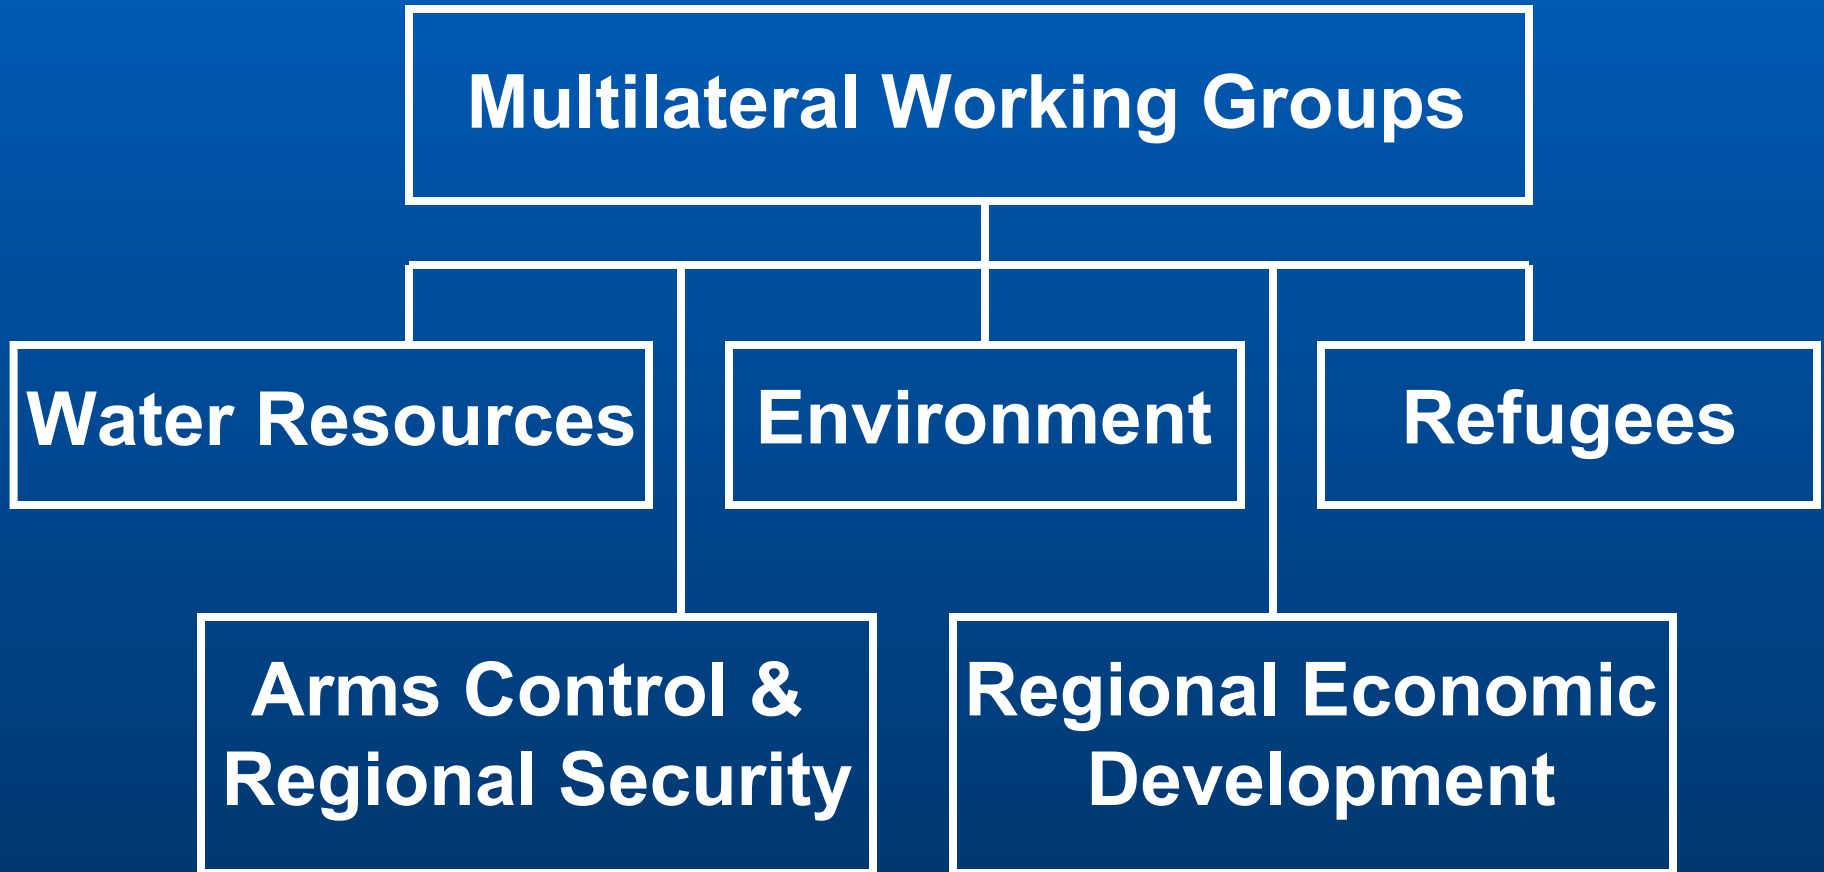 Multilateral Working Groups
Water Resources
Environment
Refugees
Arms Control &
Regional Security
Regional Economic
Development